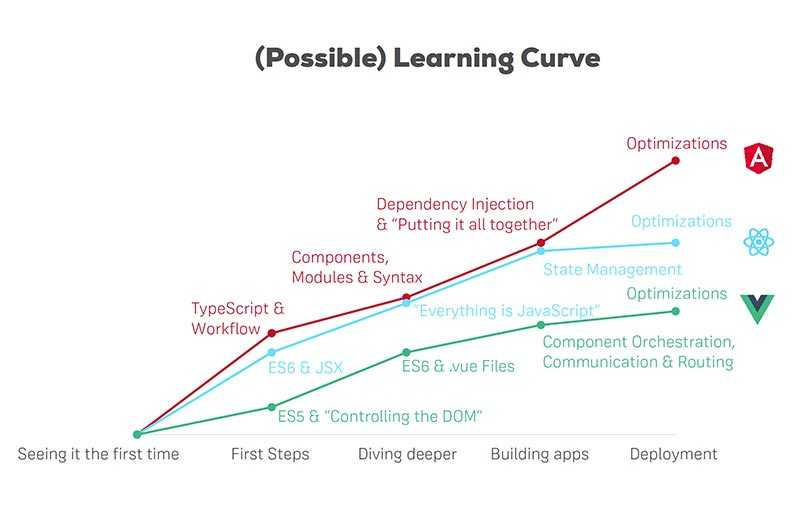 (Possible) Learning Curve
Optimizations
A
Dependency Injection
& “Putting it all together”
Optimizations
Components,
Modules & Syntax
State Management
Optimizations
TypeScript &
Workflow
“Everything is JavaScript”
Component Orchestration,
Communication & Routing
ES6 & JSX
ES6 & .vue Files
ES5 & “Controlling the DOM”
Seeing it the first time
First Steps
Diving deeper
Building apps
Deployment